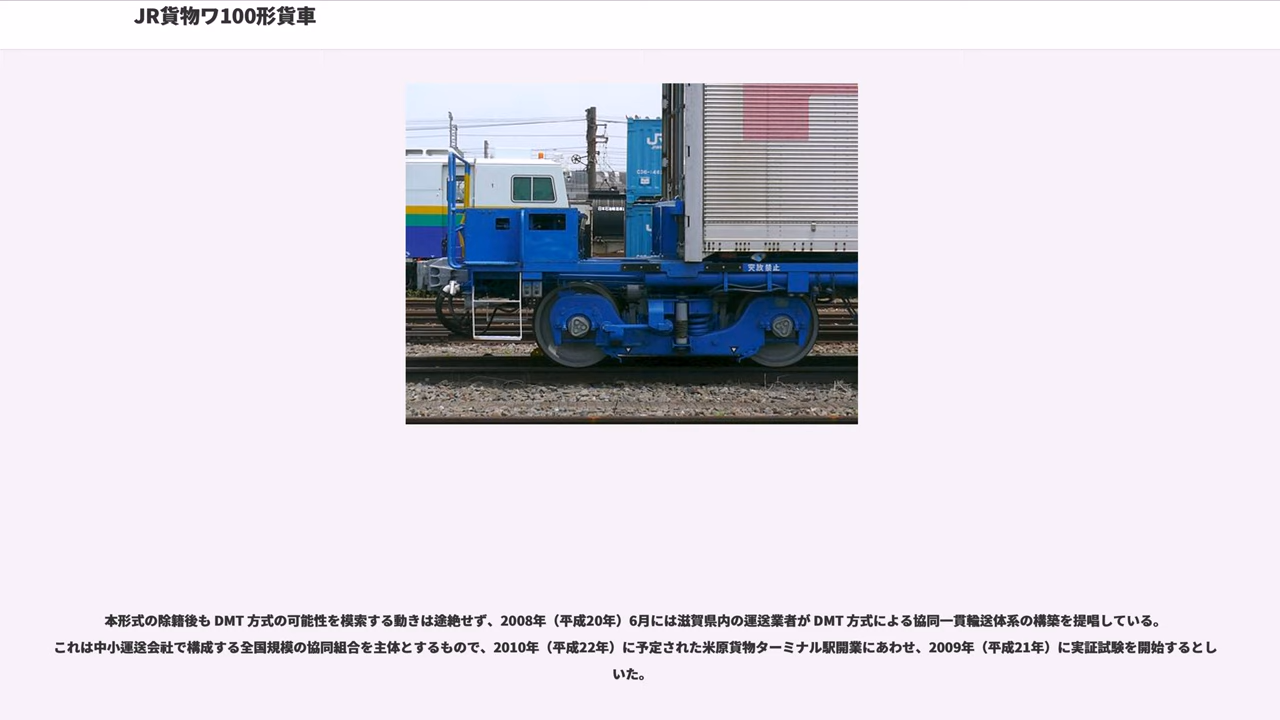 JR貨物ワ100形貨車
JR
突放禁止
本形式の除籍後も DMT 方式の可能性を模索する動きは途絶せず、2008年（平成20年）6月には滋賀県内の運送業者が DMT 方式による協同一貫輸送体系の構築を提唱している。
これは中小運送会社で構成する全国規模の協同組合を主体とするもので、2010年（平成22年）に予定された米原貨物ターミナル駅開業にあわせ、2009年（平成21年）に実証試験を開始するとし
いた。